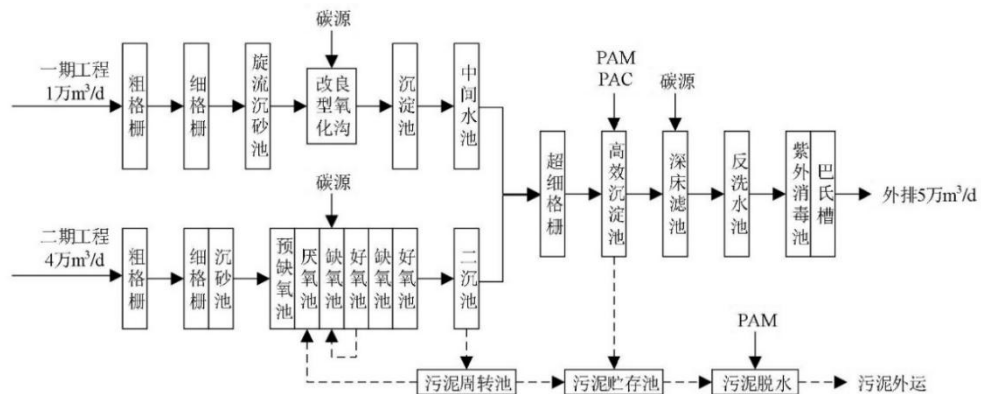 碳源
一期工程
1万m³/d
粗格栅
细格栅
旋流沉砂池
改良
型氧
化沟
沉淀池
中间水池
PAM
PAC
碳源
超细格栅
高效沉淀池
深床滤池
反洗水池
紫外消毒池
巴氏槽
外排5万m³/d
碳源
二期工程
4万m³/d
粗格栅
细格栅
沉砂池
预缺氧池
厌氧池
缺氧池
好氧池
缺氧池
好氧池
二沉池
PAM
污泥周转池
污泥贮存池
污泥脱水
污泥外运